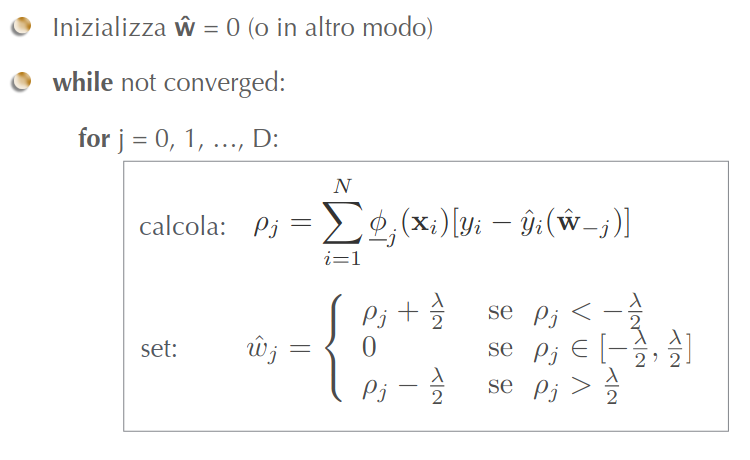 Inizializza ŵ = 0 (o in altro modo)
while not converged:
for j = 0, 1, ..., D:
calcola: ρ_j = ∑_{i=1}^{N} ϕ_j(x_i)[y_i − ŷ_i(ŵ_{−j})]
set: ŵ_j = { ρ_j + λ/2 se ρ_j < −λ/2
0 se ρ_j ∈ [−λ/2, λ/2]
ρ_j − λ/2 se ρ_j > λ/2